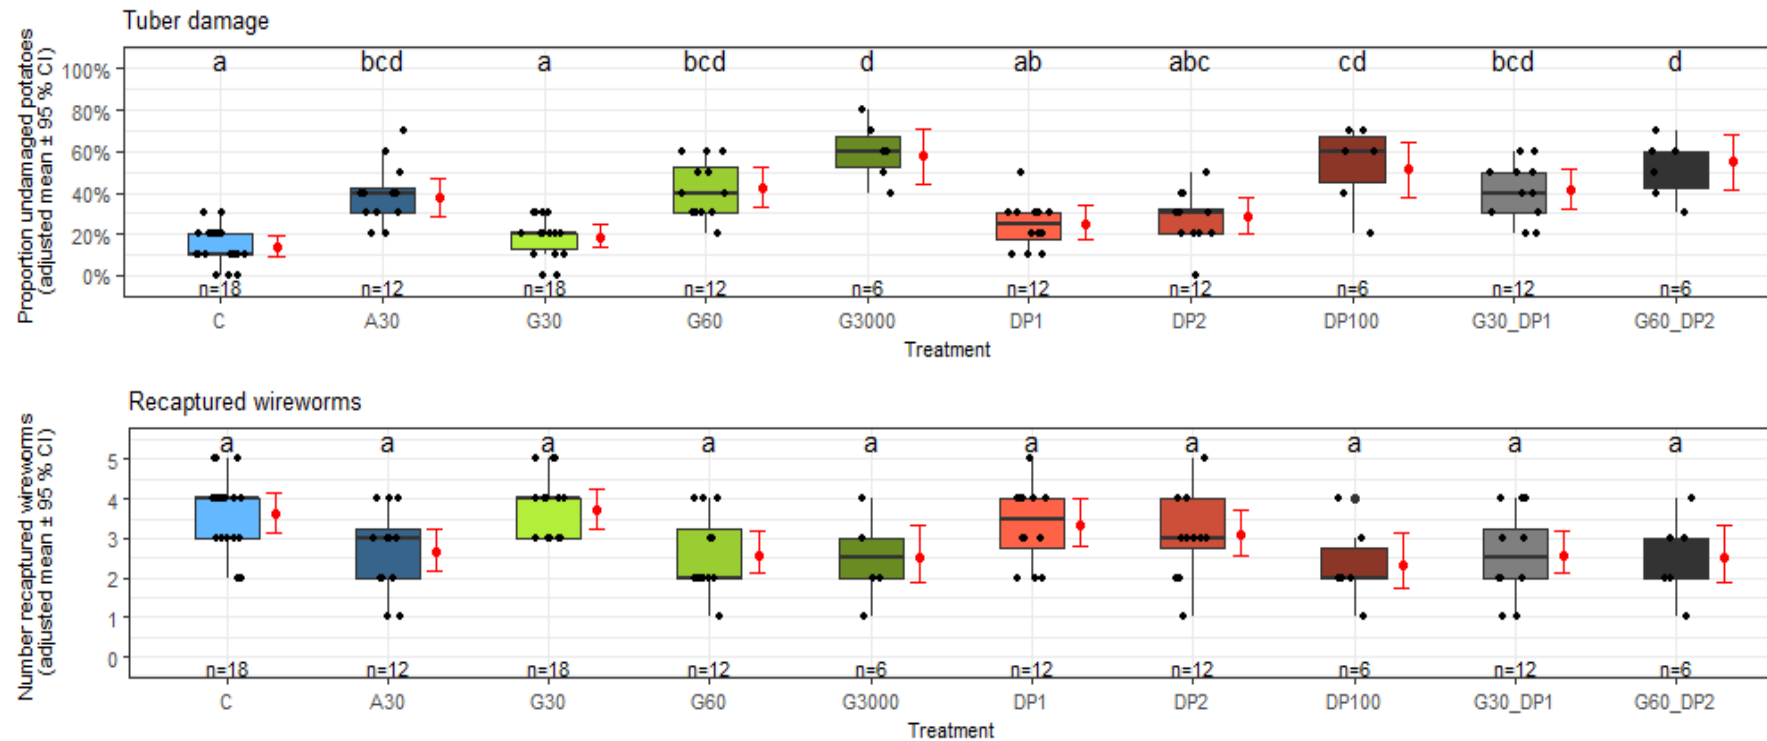 Tuber damage
Proportion undamaged potatoes
(adjusted mean ± 95 % CI)
a bcd a bcd d ab abc cd bcd d
100%
80%
60%
40%
20%
0%
n=18 n=12 n=18 n=12 n=6 n=12 n=12 n=6 n=12 n=6
C A30 G30 G60 G3000 DP1 DP2 DP100 G30_DP1 G60_DP2
Treatment
Recaptured wireworms
Number recaptured wireworms
(adjusted mean ± 95 % CI)
a a a a a a a a a a
5
4
3
2
1
0
n=18 n=12 n=18 n=12 n=6 n=12 n=12 n=6 n=12 n=6
C A30 G30 G60 G3000 DP1 DP2 DP100 G30_DP1 G60_DP2
Treatment